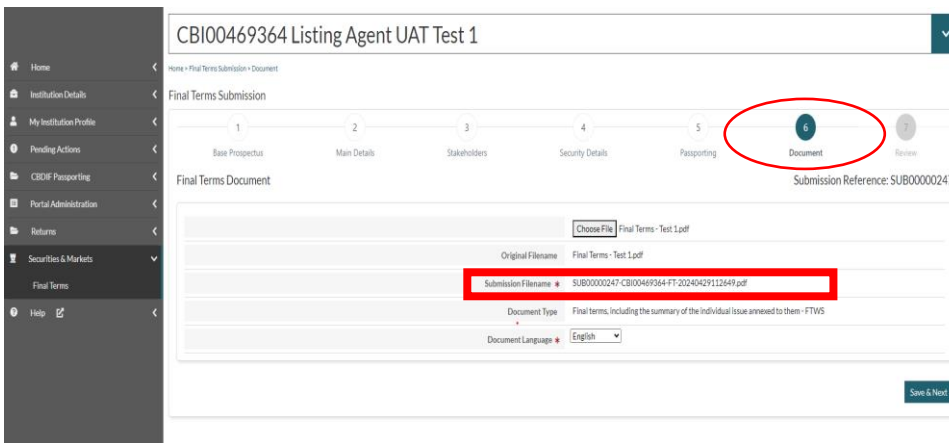 CBI00469364 Listing Agent UAT Test 1
Home
Institution Details
My Institution Profile
Pending Actions
CBDIF Passporting
Portal Administration
Returns
Securities & Markets
Final Terms
Help
Home » Final Terms Submission » Document
Final Terms Submission
1 2 3 4 5 6 7
Base Prospectus Main Details Stakeholders Security Details Passporting Document Review
Final Terms Document Submission Reference: SUB00000247
Choose File Final Terms - Test 1.pdf
Original Filename Final Terms - Test 1.pdf
Submission Filename * SUB00000247-CBI00469364-FT-20240429112649.pdf
Document Type * Final terms, including the summary of the individual issue annexed to them - FTWS
Document Language * English
Save & Next